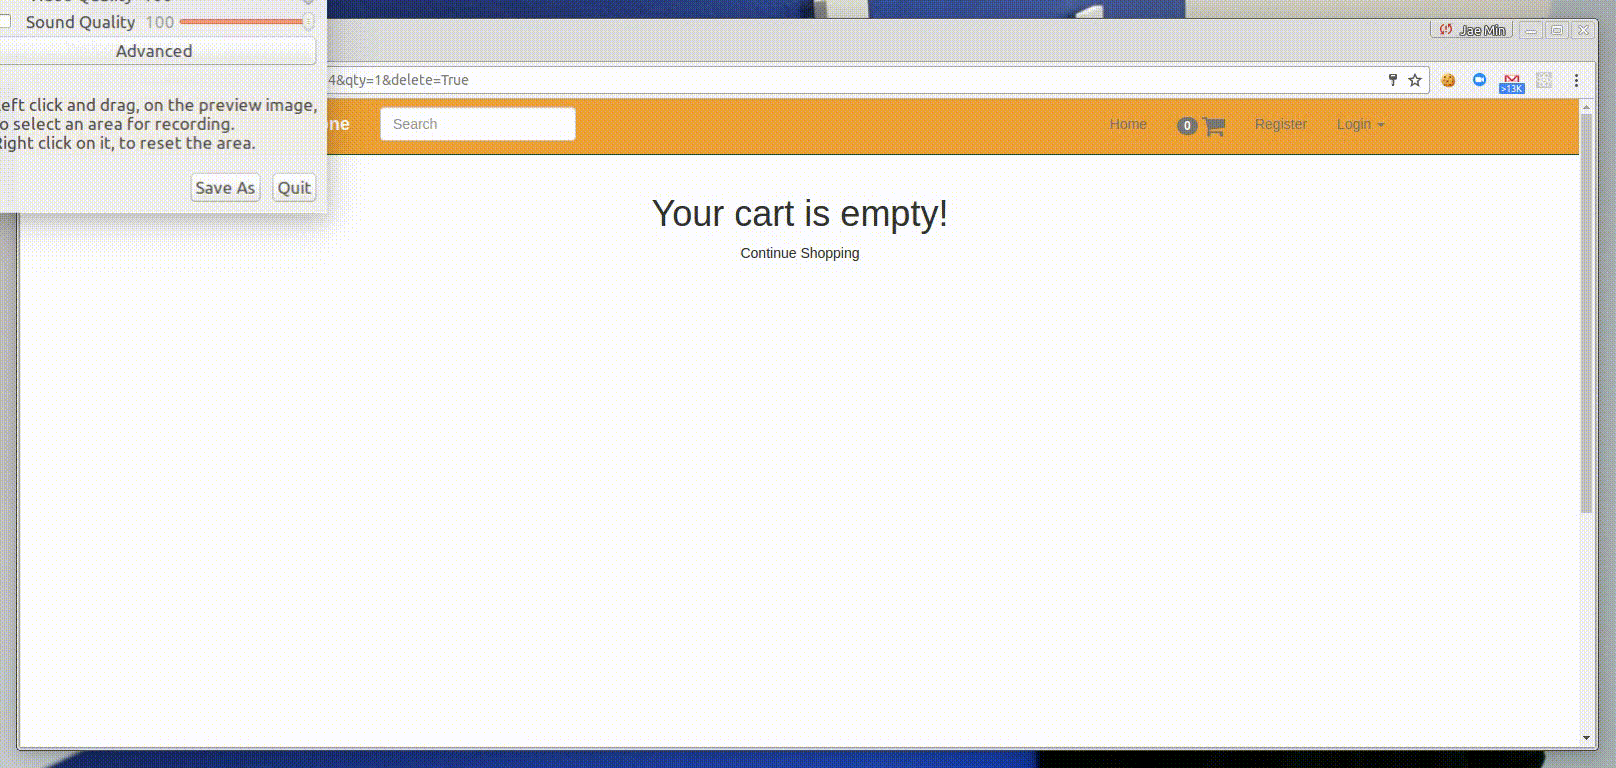 Sound Quality 100
Advanced
eft click and drag, on the preview image,
o select an area for recording.
Right click on it, to reset the area.
Save As Quit
Jae Min
4&qty=1&delete=True
>13K
ne
Search
Home
0
Register
Login
Your cart is empty!
Continue Shopping